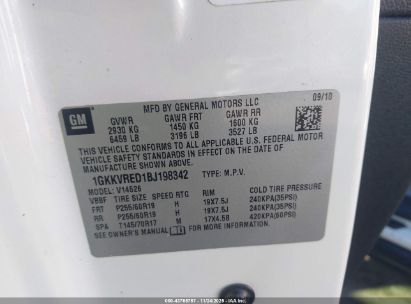 GM
MFD BY GENERAL MOTORS LLC
09/10
GVWR GAWR FRT GAWR RR
2930 KG 1450 KG 1600 KG
6459 LB 3196 LB 3527 LB
THIS VEHICLE CONFORMS TO ALL APPLICABLE U.S. FEDERAL MOTOR
VEHICLE SAFETY STANDARDS IN EFFECT ON THE DATE OF
MANUFACTURE SHOWN ABOVE.
1GKKVRED1BJ198342 TYPE: M.P.V.
MODEL: V14526
VBBF TIRE SIZE SPEED RTG RIM COLD TIRE PRESSURE
FRT P255/60R19 H 19X7.5J 240KPA(35PSI)
RR P255/60R19 H 19X7.5J 240KPA(35PSI)
SPA T145/70R17 M 17X4.5B 420KPA(60PSI)
SEE OWNER'S MANUAL FOR ADDITIONAL INFORMATION.